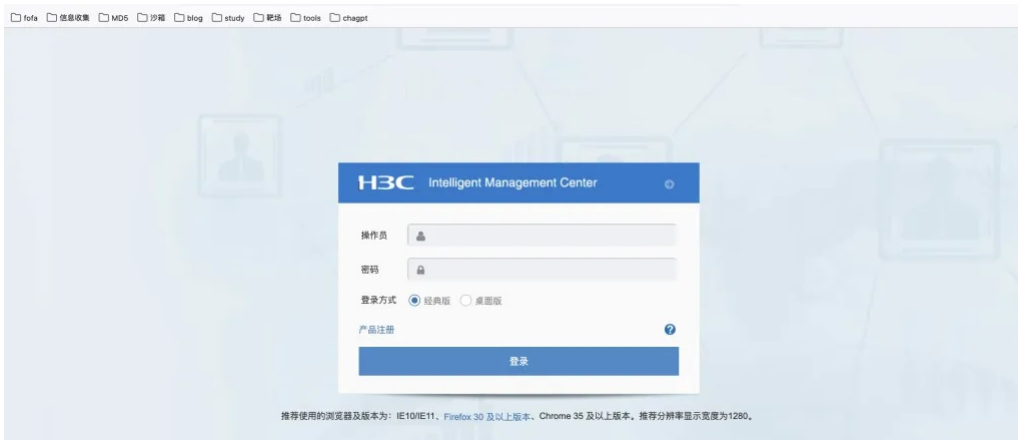 fofa 信息收集 MD5 沙箱 blog study 靶场 tools chagpt
H3C Intelligent Management Center
操作员
密码
登录方式 经典版 桌面版
产品注册 ?
登录
推荐使用的浏览器及版本为：IE10/IE11、Firefox 30 及以上版本、Chrome 35 及以上版本。推荐分辨率显示宽度为1280。